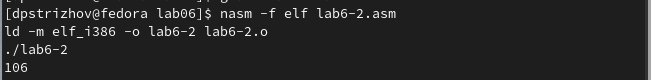 [dpstrizhov@fedora lab06]$ nasm -f elf lab6-2.asm
ld -m elf_i386 -o lab6-2 lab6-2.o
./lab6-2
106